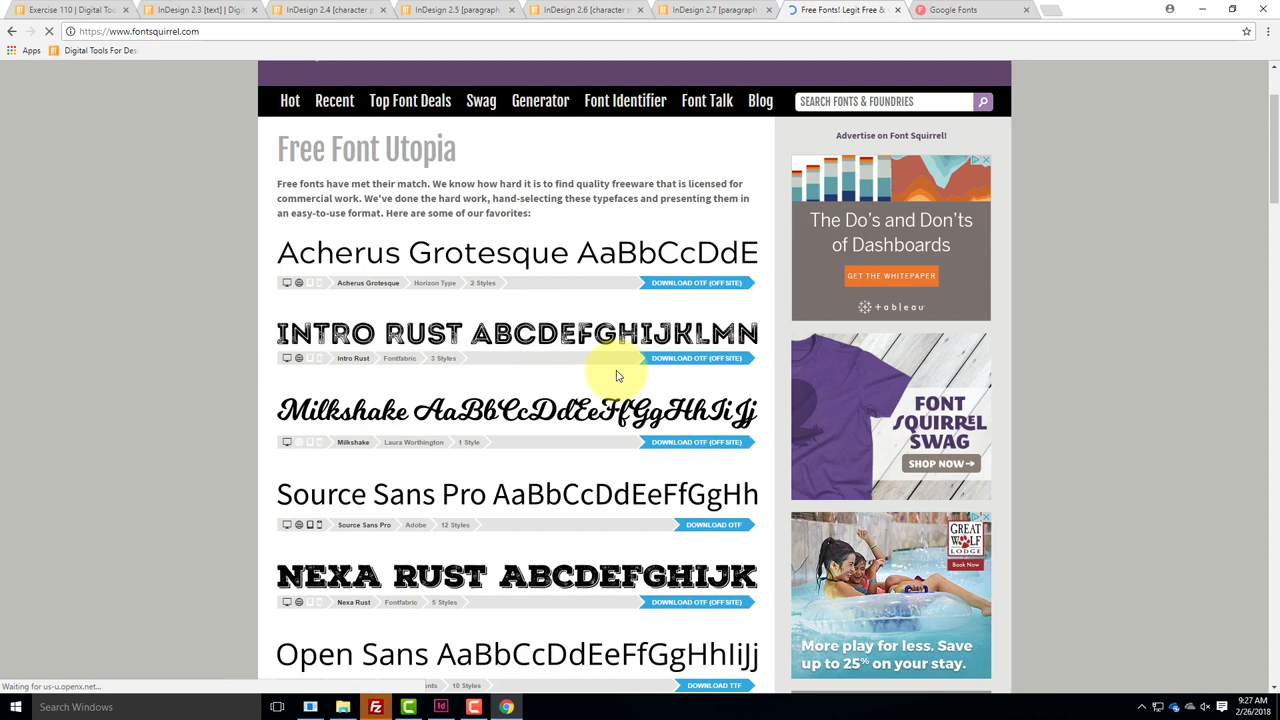 Exercise 110 | Digital Too
InDesign 2.3 [text] | Digit
InDesign 2.4 [character p
InDesign 2.5 [paragraph
InDesign 2.6 [character s
InDesign 2.7 [paragraph
Free Fonts! Legit Free &
Google Fonts
https://www.fontsquirrel.com
Apps
Digital Tools For Des
Hot
Recent
Top Font Deals
Swag
Generator
Font Identifier
Font Talk
Blog
SEARCH FONTS & FOUNDRIES
Free Font Utopia
Free fonts have met their match. We know how hard it is to find quality freeware that is licensed for
commercial work. We've done the hard work, hand-selecting these typefaces and presenting them in
an easy-to-use format. Here are some of our favorites:
Acherus Grotesque AaBbCcDdE
Acherus Grotesque
Horizon Type
2 Styles
DOWNLOAD OTF (OFFSITE)
INTRO RUST ABCDEFGHIJKLMN
Intro Rust
Fontfabric
3 Styles
DOWNLOAD OTF (OFFSITE)
Milkshake AaBbCcDdEeFfGgHhIiJj
Milkshake
Laura Worthington
1 Style
DOWNLOAD OTF (OFFSITE)
Source Sans Pro AaBbCcDdEeFfGgHh
Source Sans Pro
Adobe
12 Styles
DOWNLOAD OTF
NEXA RUST ABCDEFGHIJK
Nexa Rust
Fontfabric
5 Styles
DOWNLOAD OTF (OFFSITE)
Open Sans AaBbCcDdEeFfGgHhIiJj
onts
10 Styles
DOWNLOAD TTF
Advertise on Font Squirrel!
The Do's and Don'ts
of Dashboards
GET THE WHITEPAPER
tableau
FONT
SQUIRREL
SWAG
SHOP NOW→
GREAT
WOLF
LODGE
Book Now
More play for less. Save
up to 25% on your stay.
Waiting for us-u.openx.net...
Search Windows
9:27 AM
2/26/2018